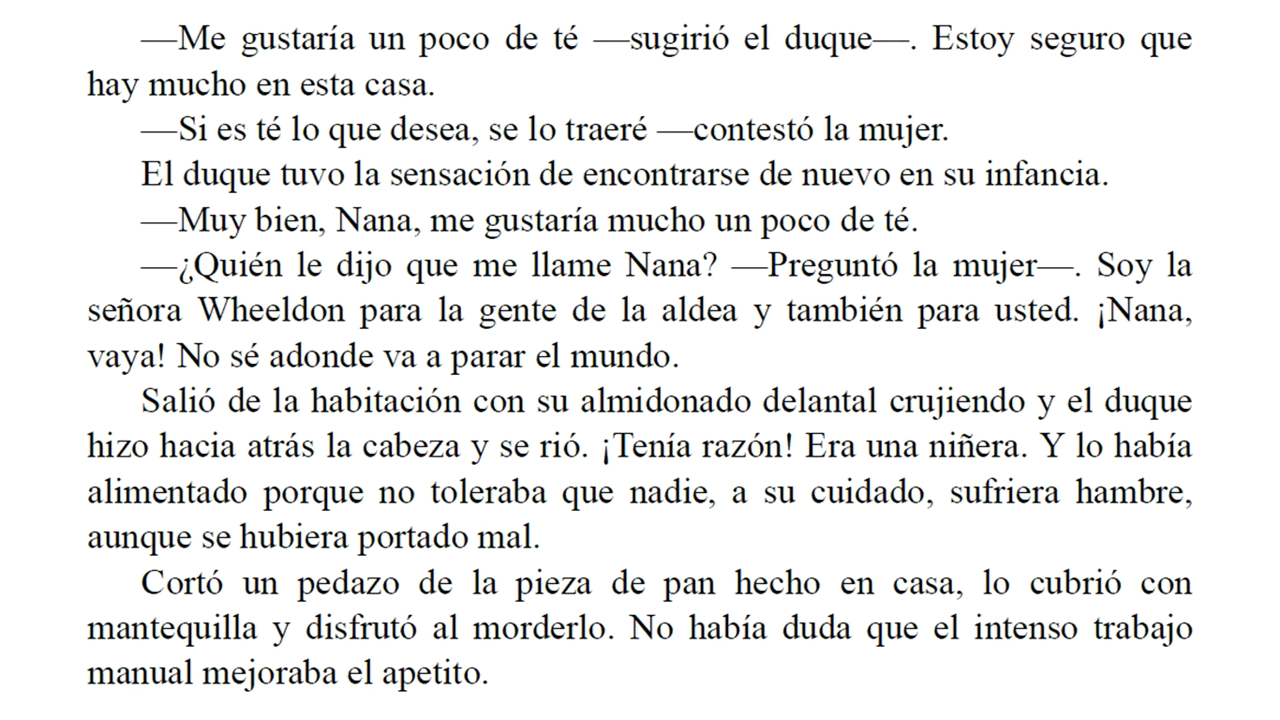 —Me gustaría un poco de té —sugirió el duque—. Estoy seguro que
hay mucho en esta casa.
—Si es té lo que desea, se lo traeré —contestó la mujer.
El duque tuvo la sensación de encontrarse de nuevo en su infancia.
—Muy bien, Nana, me gustaría mucho un poco de té.
—¿Quién le dijo que me llame Nana? —Preguntó la mujer—. Soy la
señora Wheeldon para la gente de la aldea y también para usted. ¡Nana,
vaya! No sé adonde va a parar el mundo.
Salió de la habitación con su almidonado delantal crujiendo y el duque
hizo hacia atrás la cabeza y se rió. ¡Tenía razón! Era una niñera. Y lo había
alimentado porque no toleraba que nadie, a su cuidado, sufriera hambre,
aunque se hubiera portado mal.
Cortó un pedazo de la pieza de pan hecho en casa, lo cubrió con
mantequilla y disfrutó al morderlo. No había duda que el intenso trabajo
manual mejoraba el apetito.